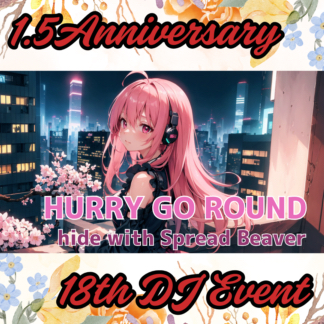 1.5Anniversary
HURRY GO ROUND
hide with Spread Beaver
18th DJ Event